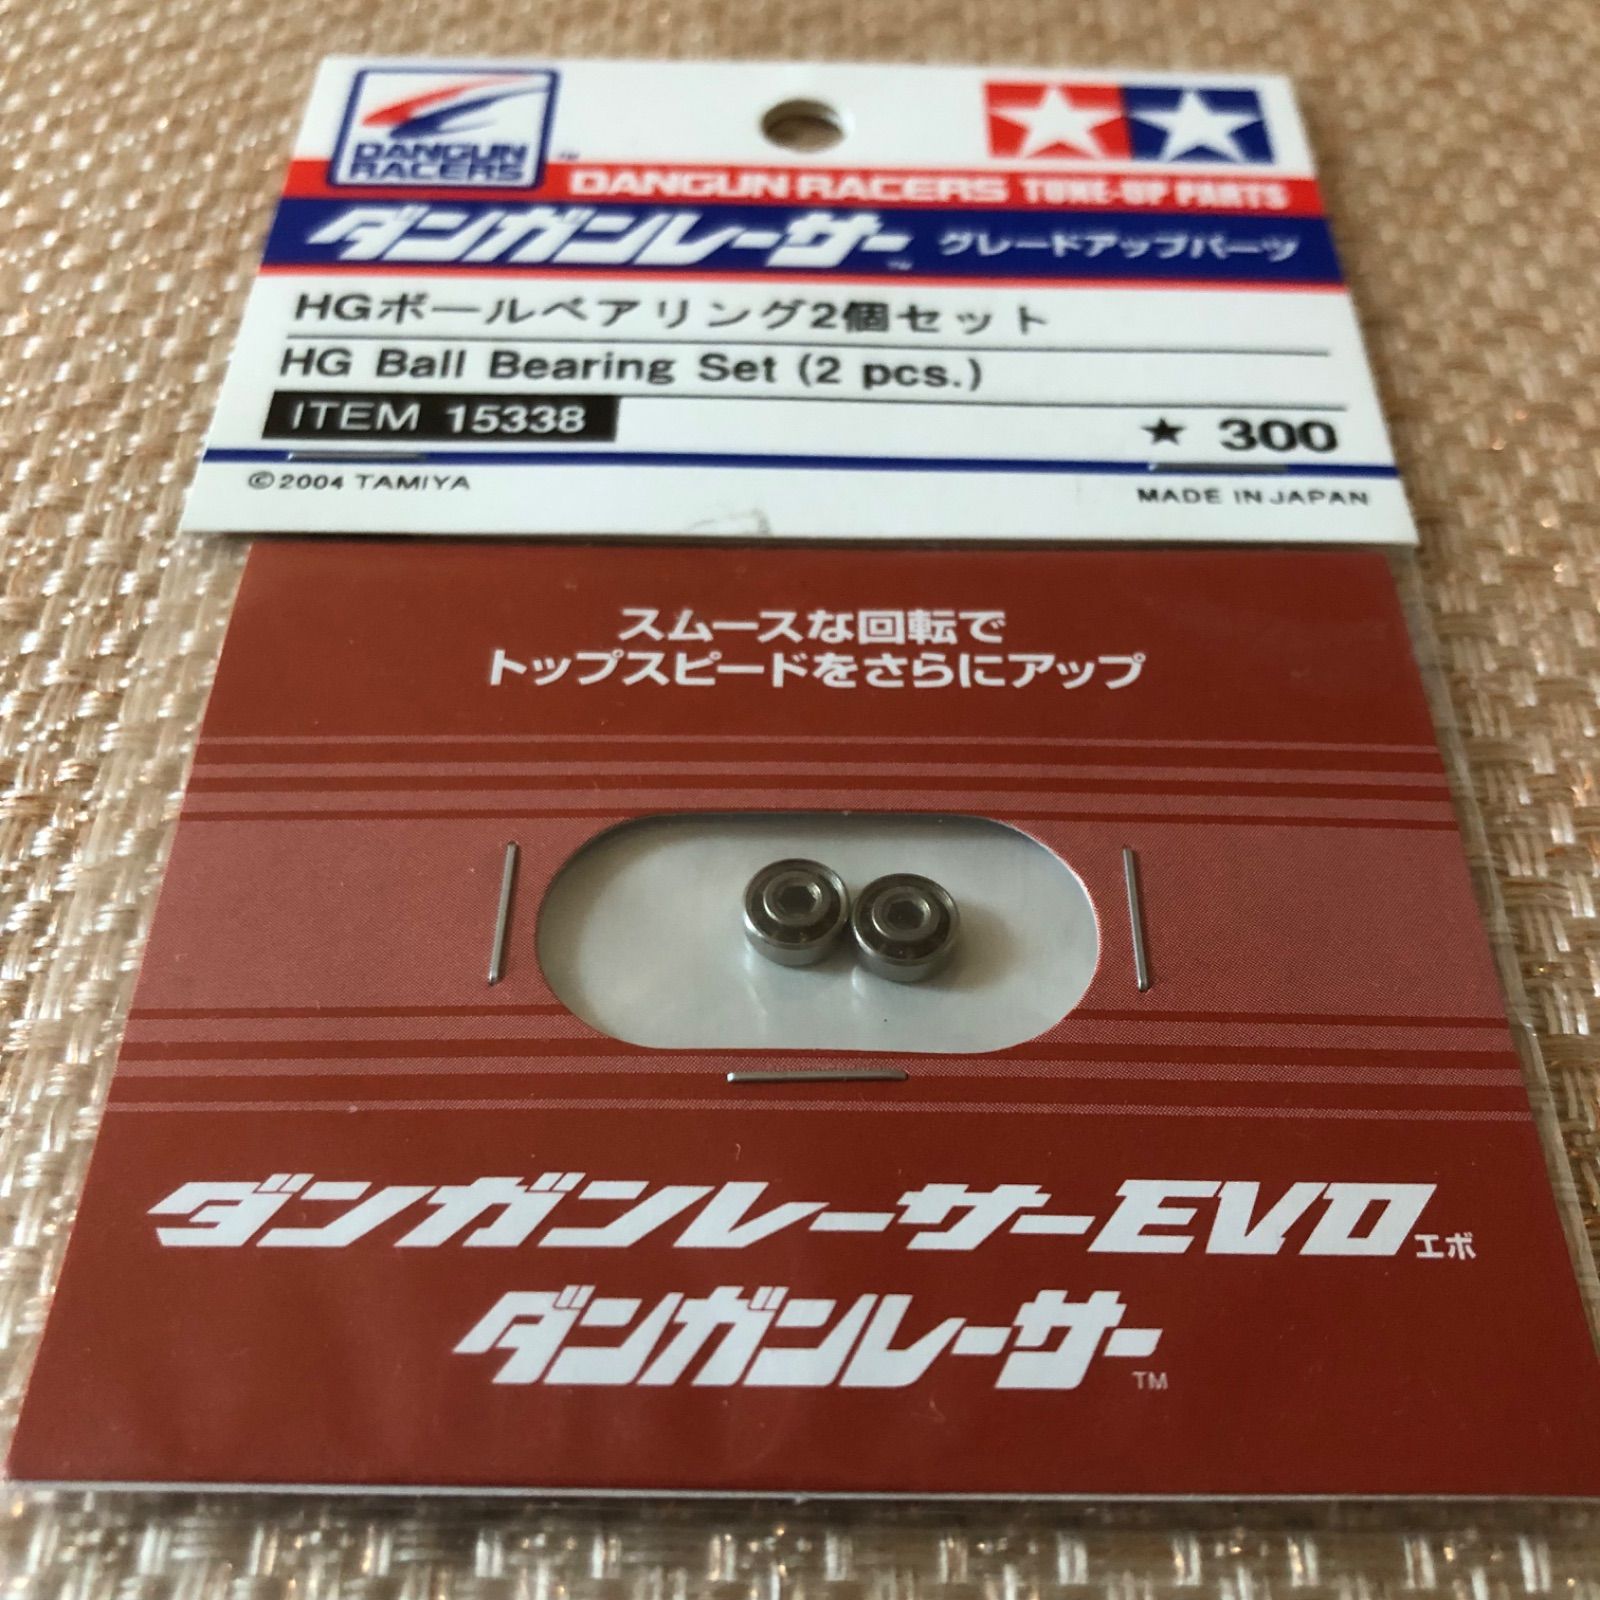 DANGUN
RACERS
DANGUN RACERS TUNE-UP PARTS
ダンガンレーサー™ グレードアップパーツ
HGボールベアリング2個セット
HG Ball Bearing Set (2 pcs.)
ITEM 15338 ★ 300
©2004 TAMIYA MADE IN JAPAN
スムースな回転で
トップスピードをさらにアップ
ダンガンレーサーEVOエボ
ダンガンレーサー™